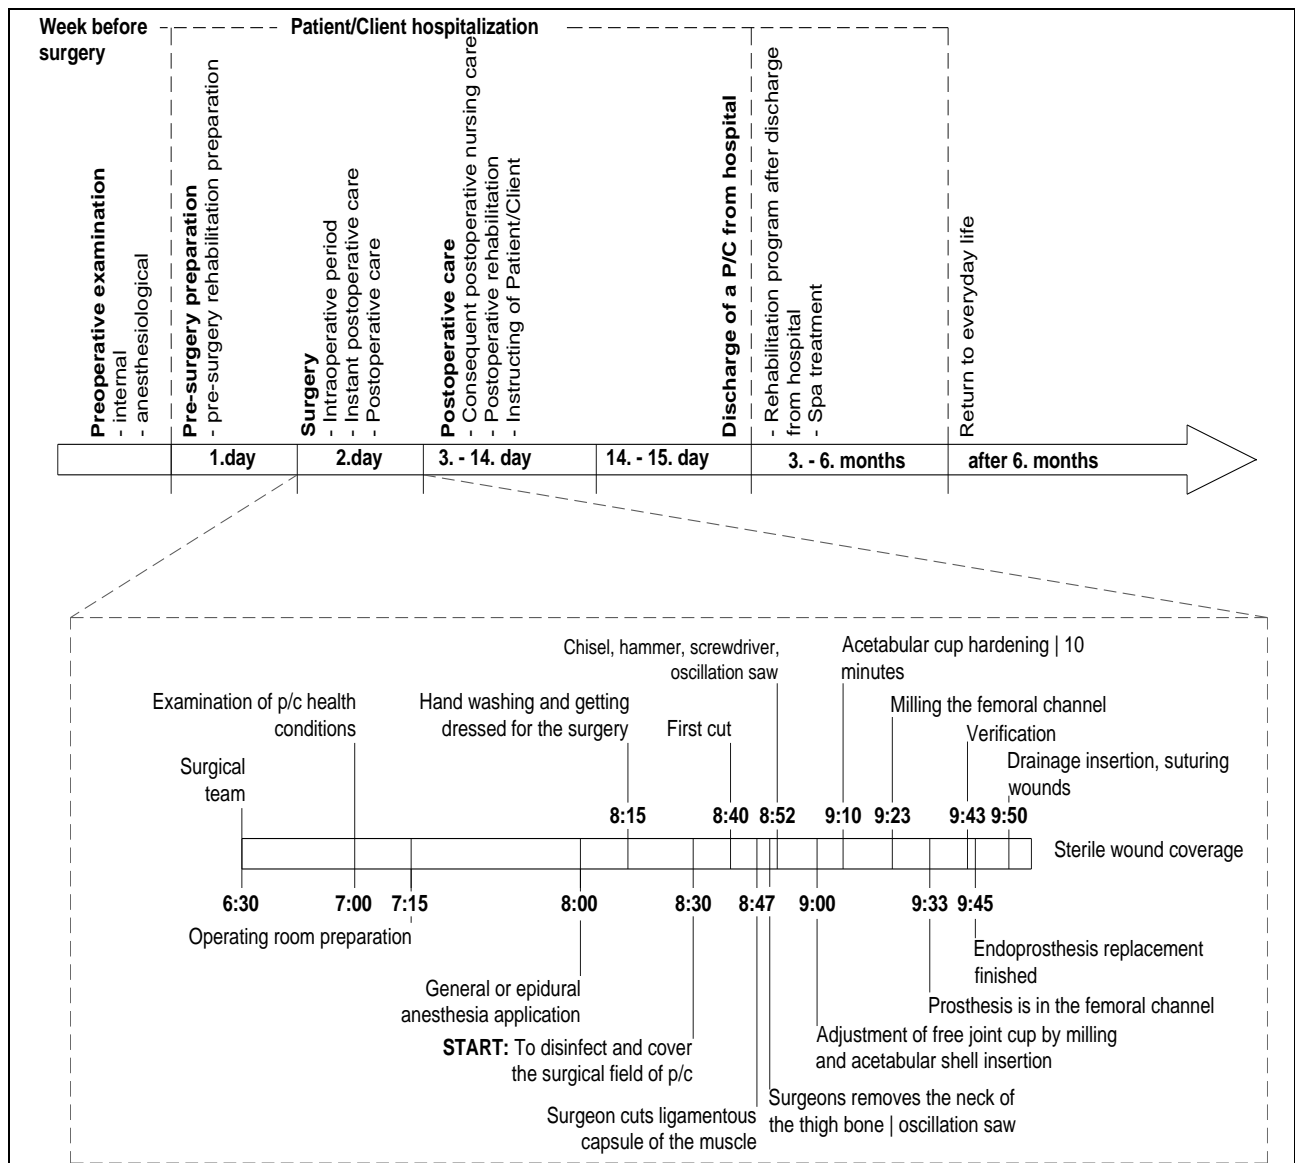 Week before
surgery
Patient/Client hospitalization
Preoperative examination
- internal
- anesthesiological
Pre-surgery preparation
- pre-surgery rehabilitation preparation
Surgery
- Intraoperative period
- Instant postoperative care
- Postoperative care
Postoperative care
- Consequent postoperative nursing care
- Postoperative rehabilitation
- Instructing of Patient/Client
Discharge of a P/C from hospital
- Rehabilitation program after discharge
from hospital
- Spa treatment
Return to everyday life
1.day
2.day
3. - 14. day
14. - 15. day
3. - 6. months
after 6. months
Chisel, hammer, screwdriver,
oscillation saw
Acetabular cup hardening | 10
minutes
Examination of p/c health
conditions
Hand washing and getting
dressed for the surgery
First cut
Milling the femoral channel
Verification
Drainage insertion, suturing
wounds
Surgical
team
8:15
8:40
8:52
9:10
9:23
9:43
9:50
Sterile wound coverage
6:30
7:00
7:15
8:00
8:30
8:47
9:00
9:33
9:45
Operating room preparation
Endoprosthesis replacement
finished
General or epidural
anesthesia application
Prosthesis is in the femoral channel
START: To disinfect and cover
the surgical field of p/c
Adjustment of free joint cup by milling
and acetabular shell insertion
Surgeon cuts ligamentous
capsule of the muscle
Surgeons removes the neck of
the thigh bone | oscillation saw